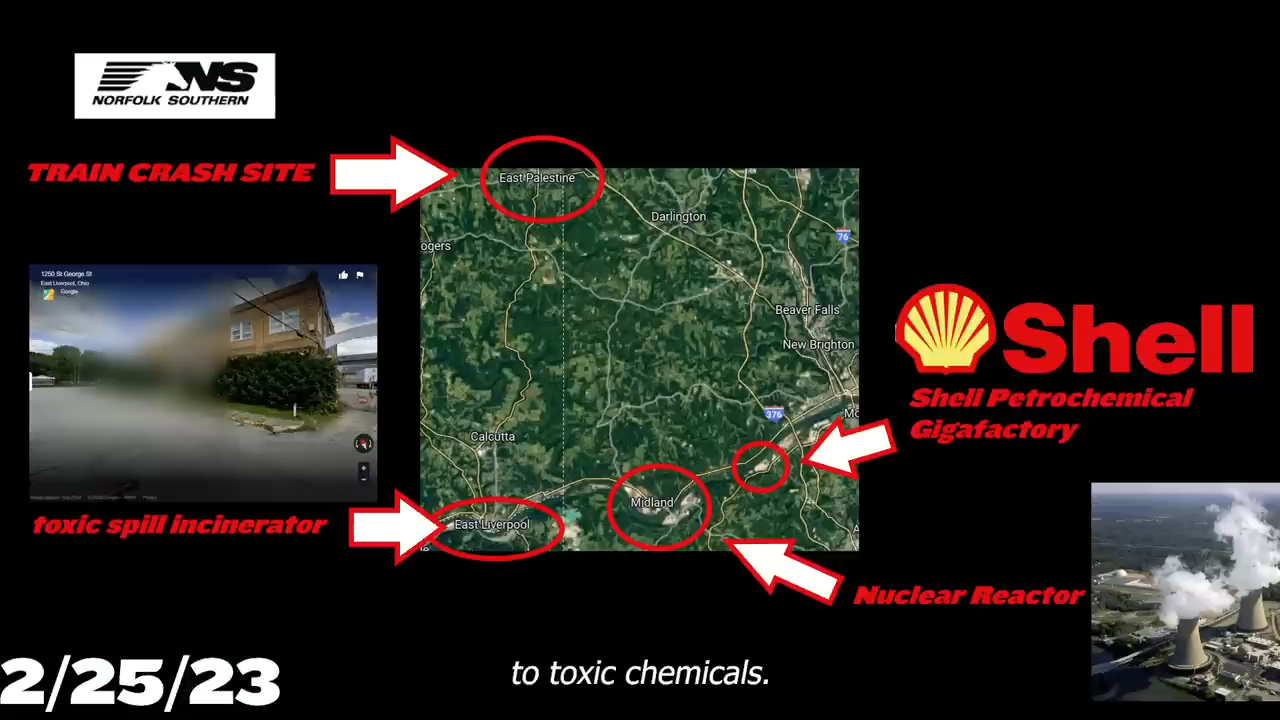 NS
NORFOLK SOUTHERN
TRAIN CRASH SITE
East Palestine
Darlington
76
ogers
1250 St George St
East Liverpool, Ohio
Google
Beaver Falls
New Brighton
Shell
Shell Petrochemical
Gigafactory
376
Mo
Calcutta
Midland
toxic spill incinerator
East Liverpool
le
A
Nuclear Reactor
2/25/23
to toxic chemicals.